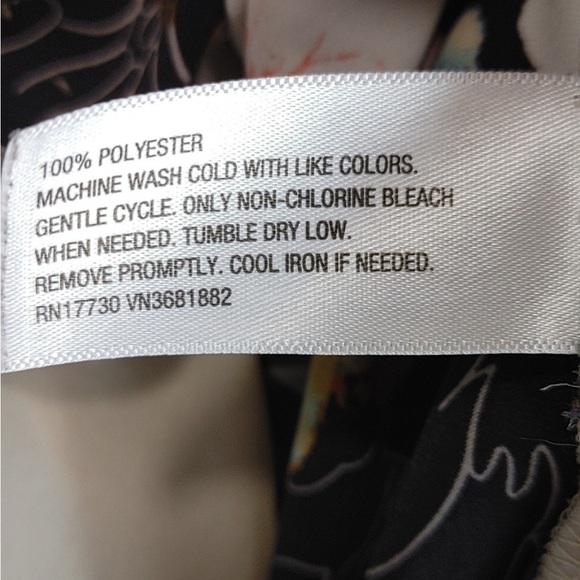 100% POLYESTER
MACHINE WASH COLD WITH LIKE COLORS.
GENTLE CYCLE. ONLY NON-CHLORINE BLEACH
WHEN NEEDED. TUMBLE DRY LOW.
REMOVE PROMPTLY. COOL IRON IF NEEDED.
RN17730 VN3681882